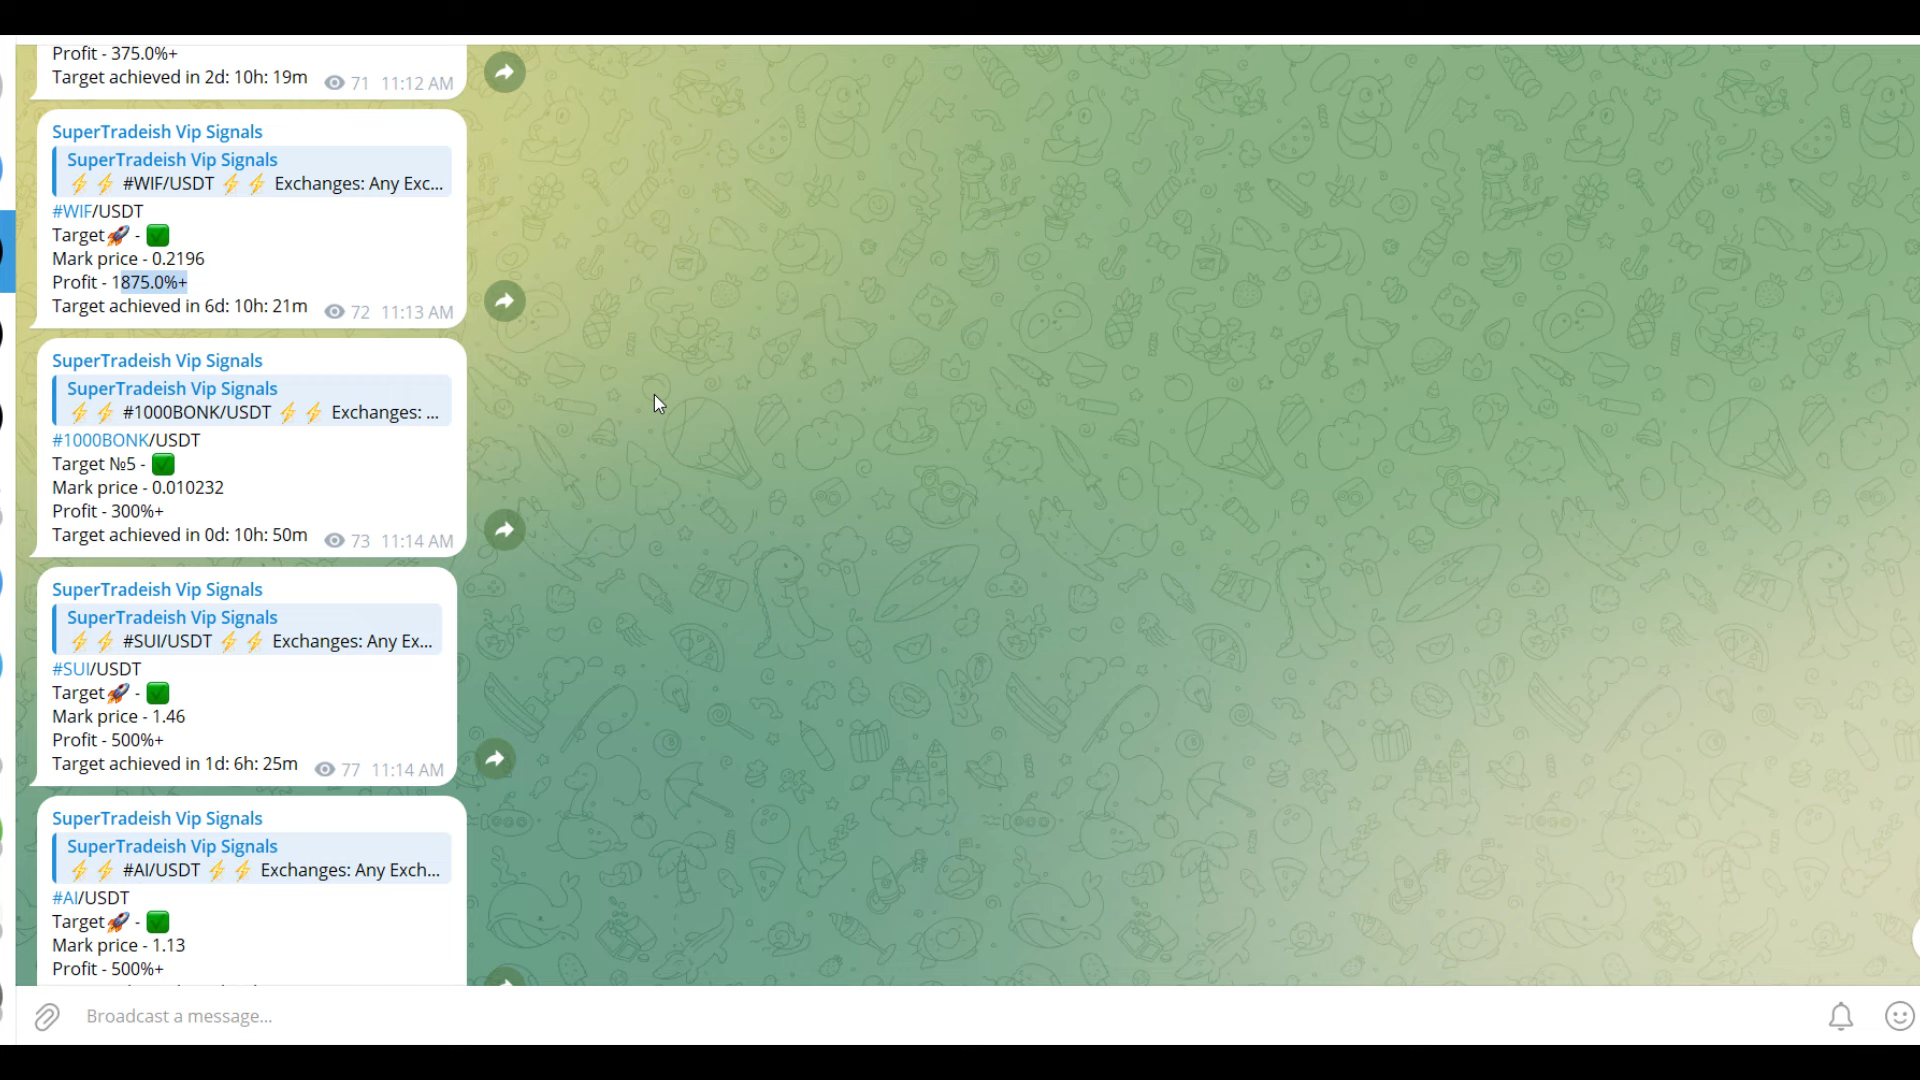 Profit - 375.0%+
Target achieved in 2d: 10h: 19m 71 11:12 AM
SuperTradeish Vip Signals
SuperTradeish Vip Signals
⚡ ⚡ #WIF/USDT ⚡ ⚡ Exchanges: Any Exc...
#WIF/USDT
Target🚀 - ✅
Mark price - 0.2196
Profit - 1875.0%+
Target achieved in 6d: 10h: 21m 72 11:13 AM
SuperTradeish Vip Signals
SuperTradeish Vip Signals
⚡ ⚡ #1000BONK/USDT ⚡ ⚡ Exchanges: ...
#1000BONK/USDT
Target №5 - ✅
Mark price - 0.010232
Profit - 300%+
Target achieved in 0d: 10h: 50m 73 11:14 AM
SuperTradeish Vip Signals
SuperTradeish Vip Signals
⚡ ⚡ #SUI/USDT ⚡ ⚡ Exchanges: Any Ex...
#SUI/USDT
Target🚀 - ✅
Mark price - 1.46
Profit - 500%+
Target achieved in 1d: 6h: 25m 77 11:14 AM
SuperTradeish Vip Signals
SuperTradeish Vip Signals
⚡ ⚡ #AI/USDT ⚡ ⚡ Exchanges: Any Exch...
#AI/USDT
Target🚀 - ✅
Mark price - 1.13
Profit - 500%+
Broadcast a message...